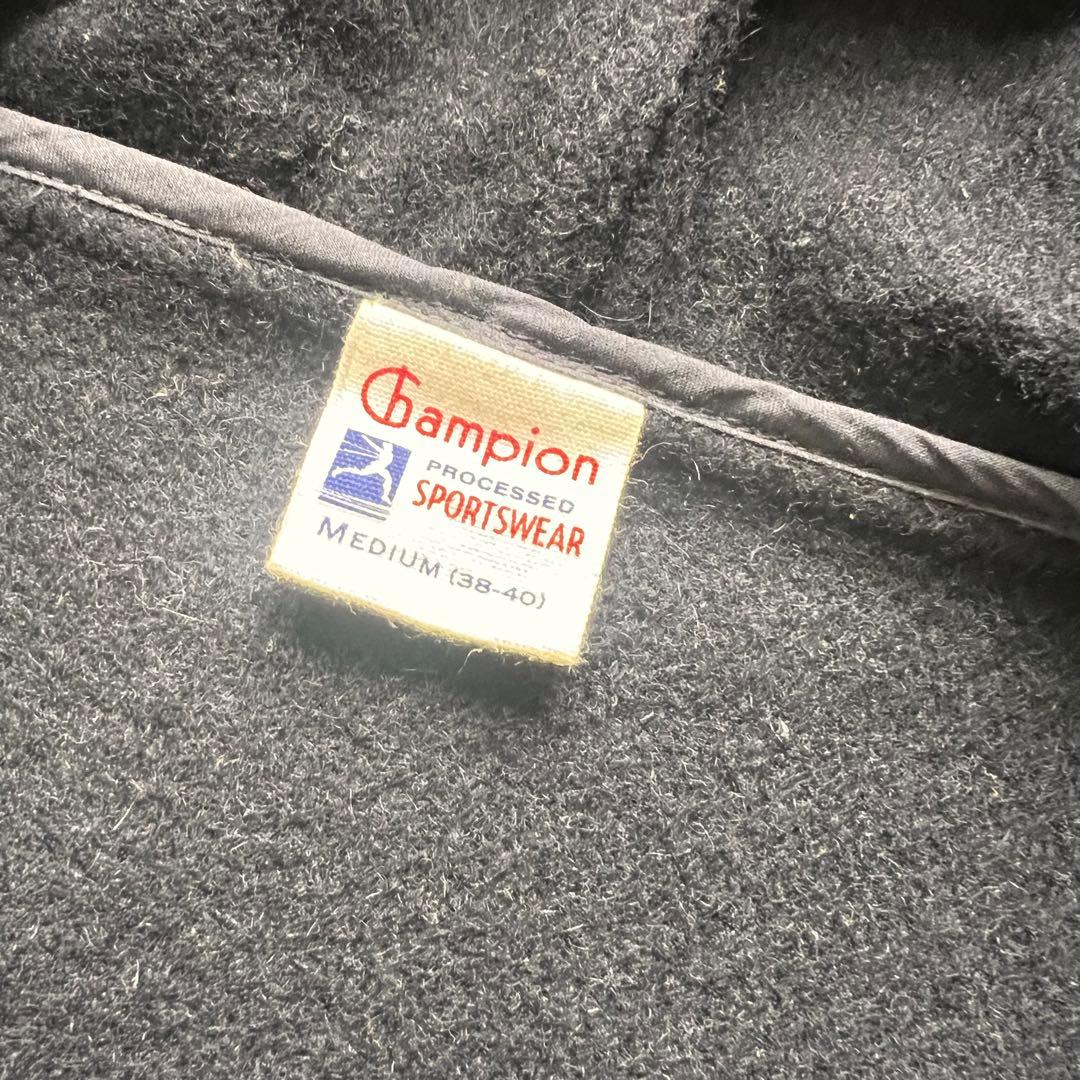 Champion
PROCESSED
SPORTSWEAR
MEDIUM (38-40)